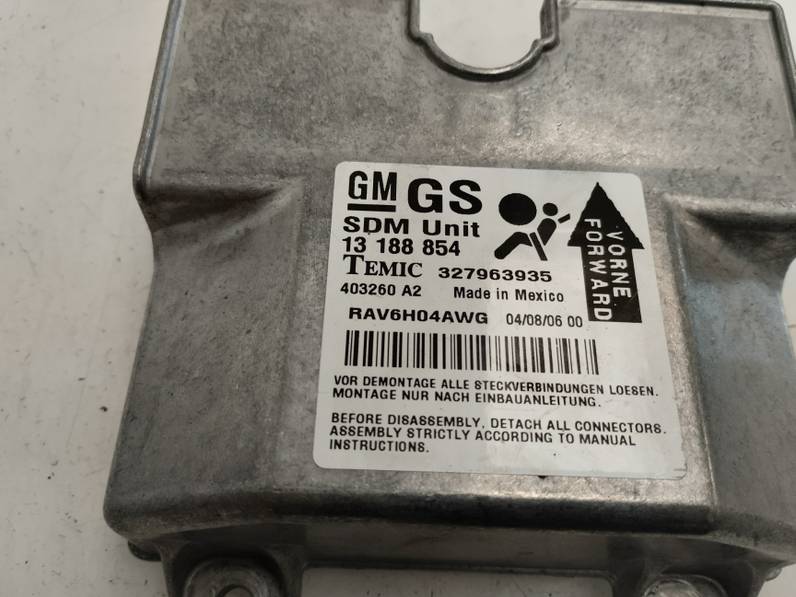 GM GS
SDM Unit
13 188 854
TEMIC 327963935
403260 A2 Made in Mexico
RAV6H04AWG 04/08/06 00
VORNE
FORWARD
VOR DEMONTAGE ALLE STECKVERBINDUNGEN LOESEN.
MONTAGE NUR NACH EINBAUANLEITUNG.
BEFORE DISASSEMBLY, DETACH ALL CONNECTORS.
ASSEMBLY STRICTLY ACCORDING TO MANUAL
INSTRUCTIONS.